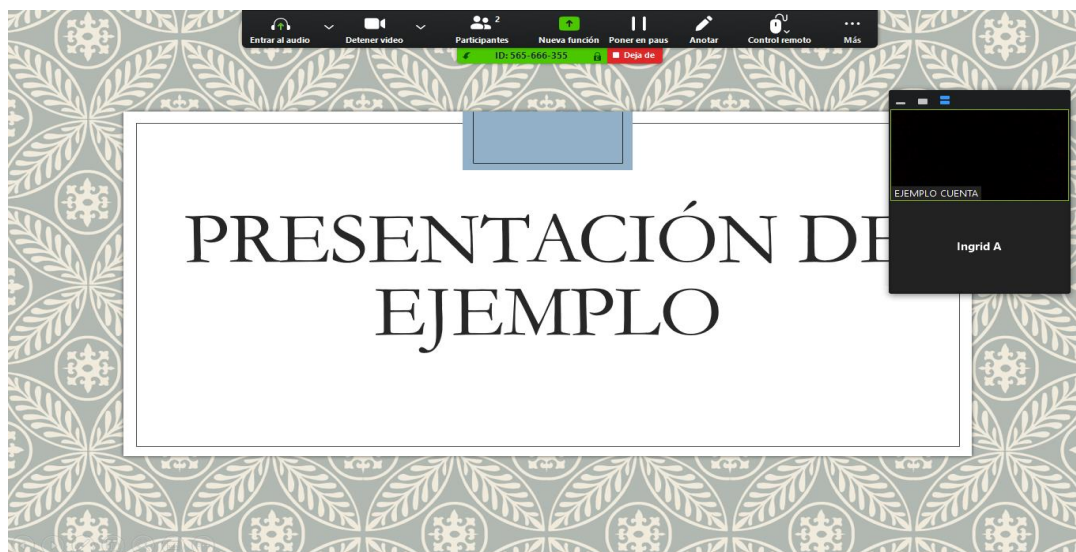 Entrar al audio Detener video Participantes 2 Nueva función Poner en paus Anotar Control remoto Más
ID: 565-666-355 Deja de
EJEMPLO CUENTA
Ingrid A
PRESENTACIÓN DE
EJEMPLO